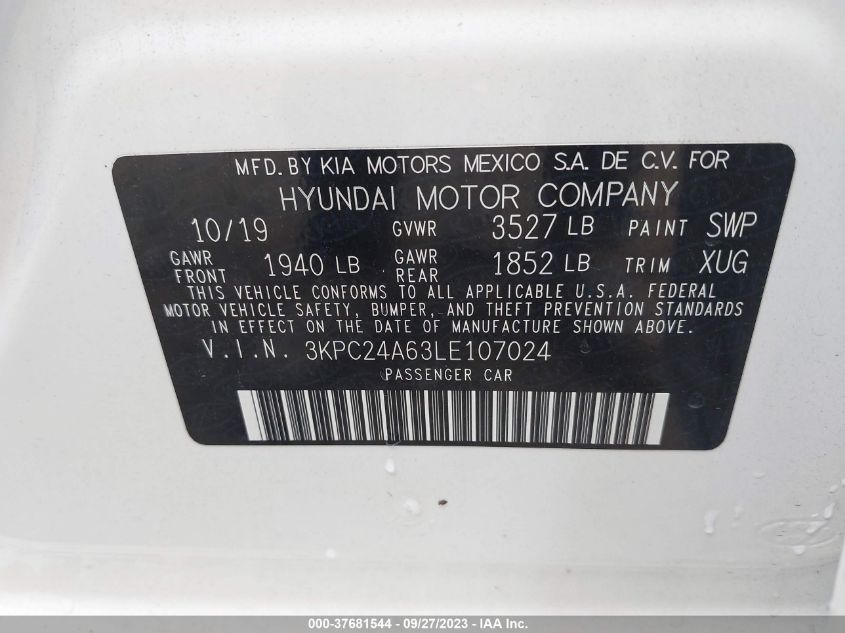 MFD. BY KIA MOTORS MEXICO S.A. DE C.V. FOR
HYUNDAI MOTOR COMPANY
10/19 GVWR 3527 LB PAINT SWP
GAWR FRONT 1940 LB GAWR REAR 1852 LB TRIM XUG
THIS VEHICLE CONFORMS TO ALL APPLICABLE U.S.A. FEDERAL
MOTOR VEHICLE SAFETY, BUMPER, AND THEFT PREVENTION STANDARDS
IN EFFECT ON THE DATE OF MANUFACTURE SHOWN ABOVE.
V.I.N. 3KPC24A63LE107024
PASSENGER CAR
000-37681544 - 09/27/2023 - IAA Inc.